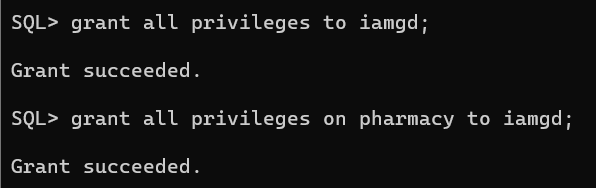 SQL> grant all privileges to iamgd;
Grant succeeded.
SQL> grant all privileges on pharmacy to iamgd;
Grant succeeded.